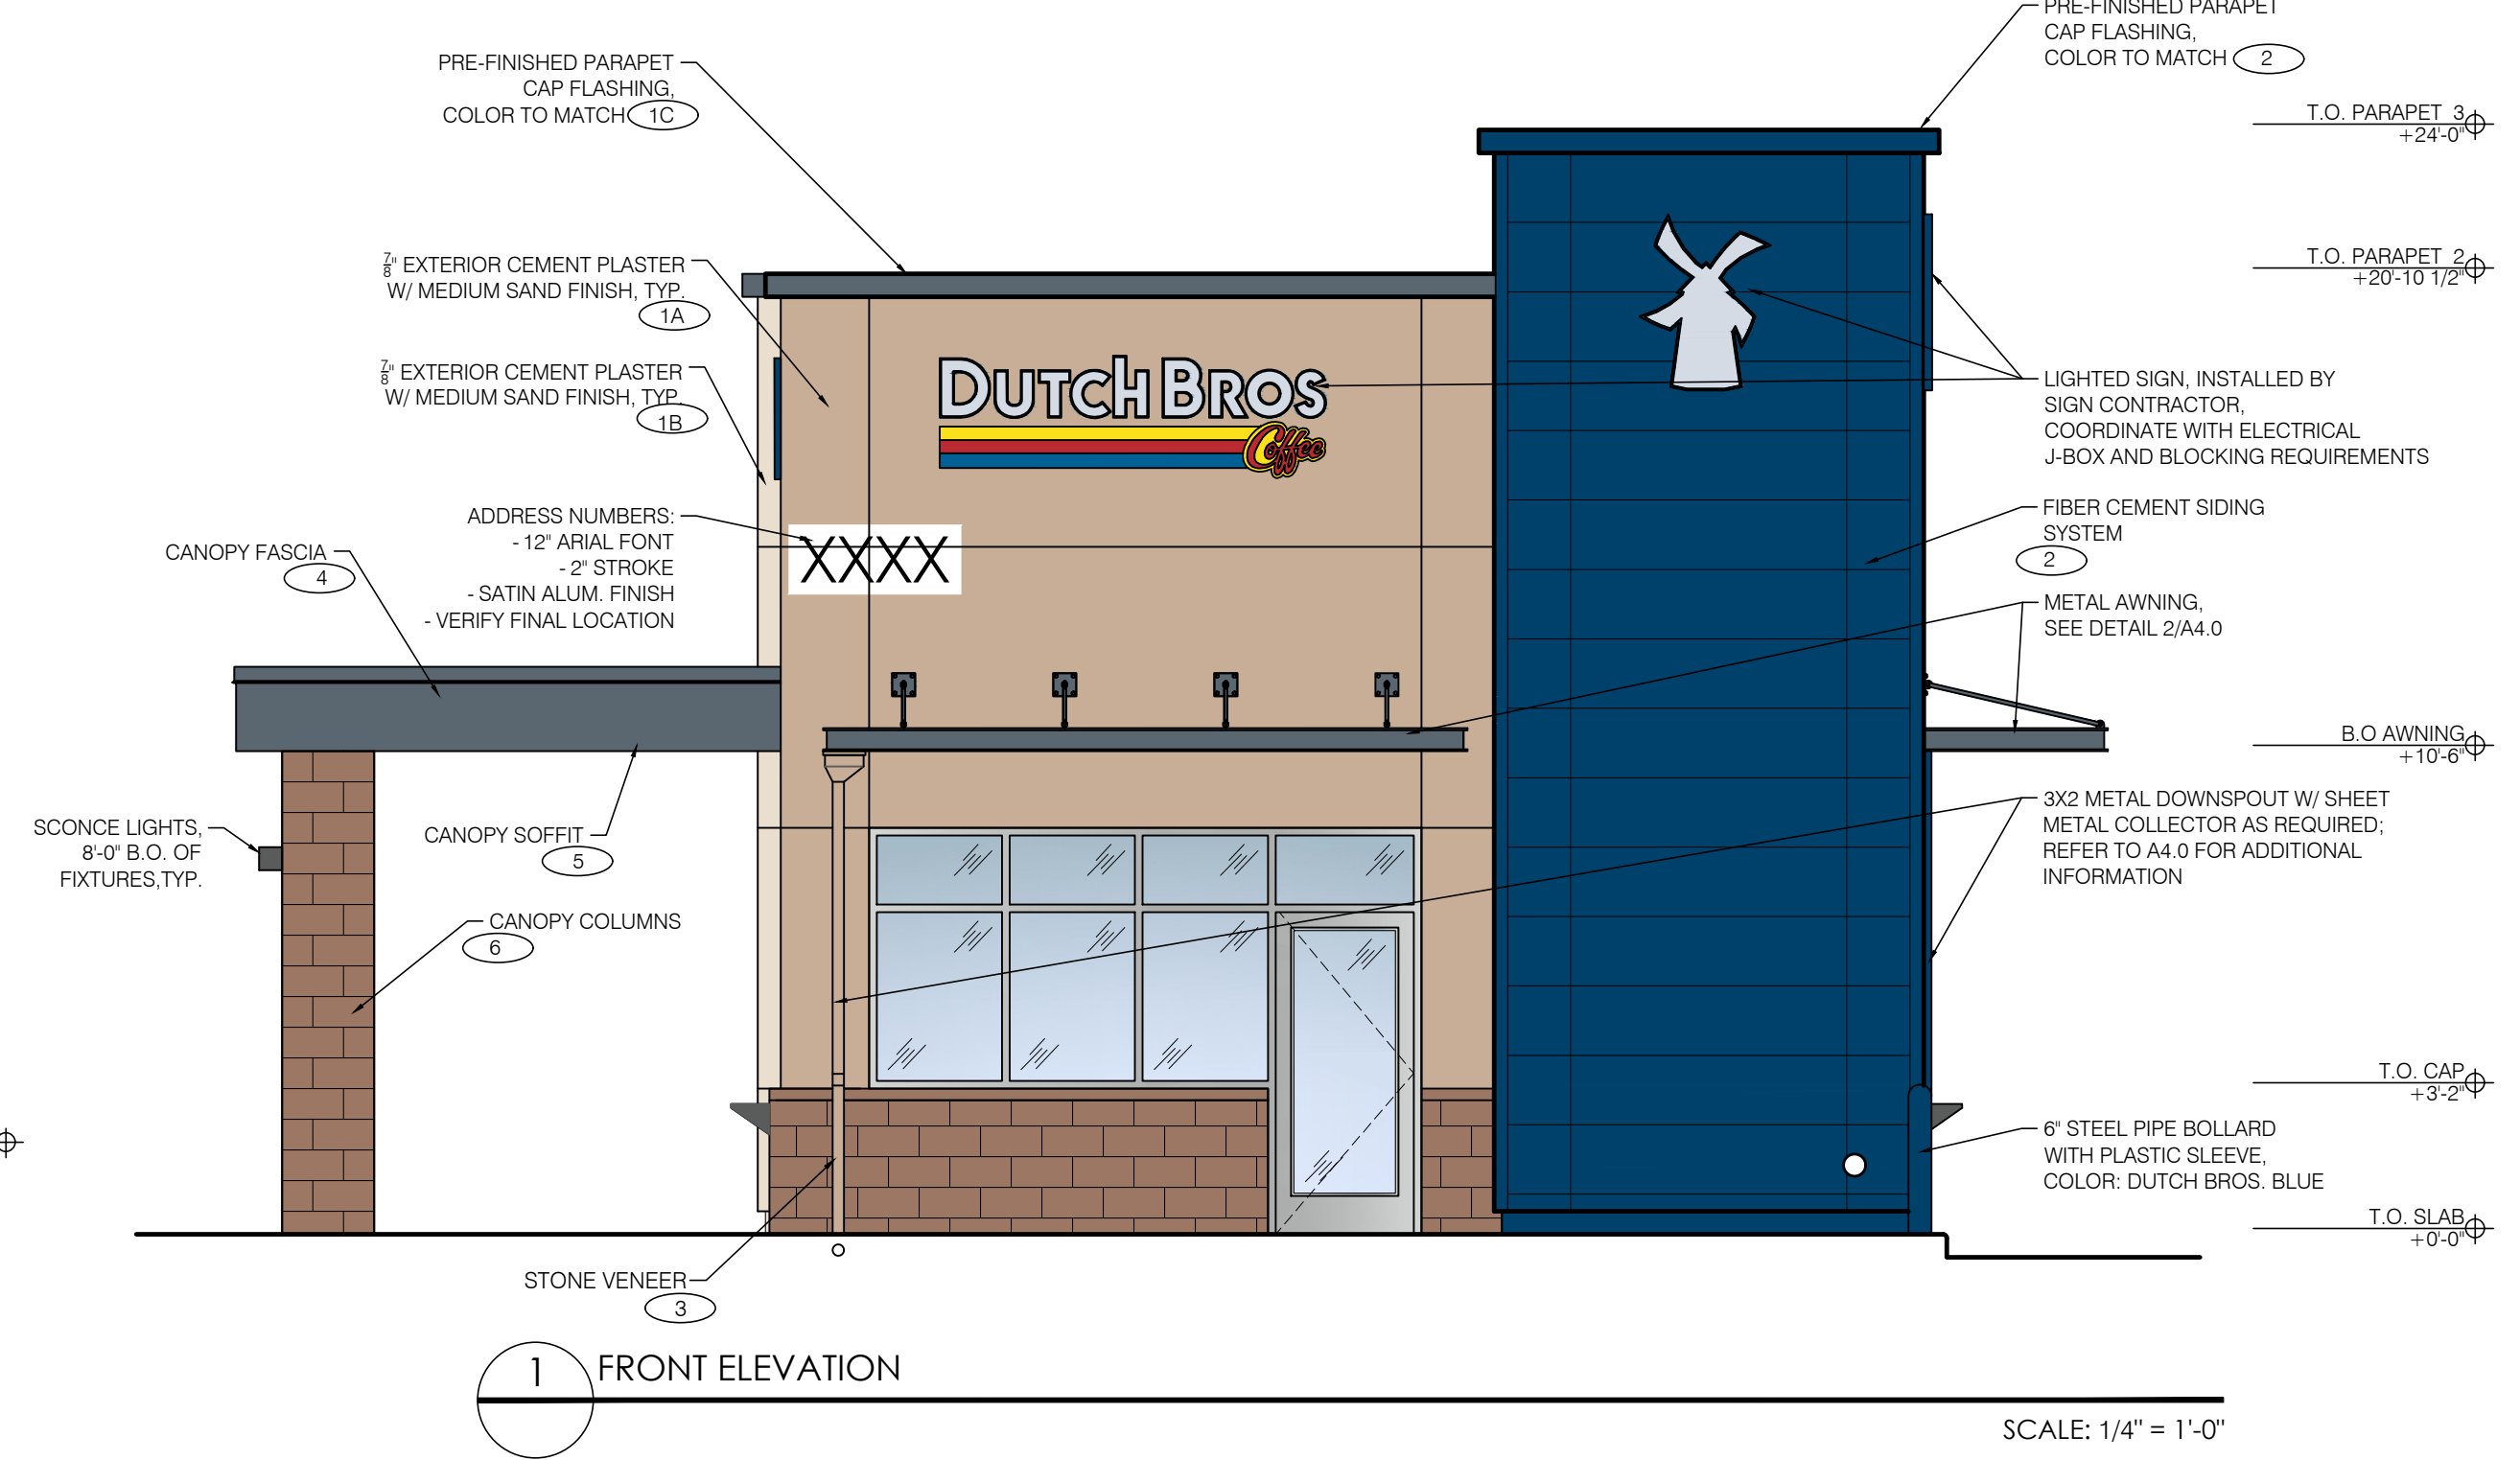 PRE-FINISHED PARAPET
CAP FLASHING,
COLOR TO MATCH 1C
7/8" EXTERIOR CEMENT PLASTER
W/ MEDIUM SAND FINISH, TYP.
1A
7/8" EXTERIOR CEMENT PLASTER
W/ MEDIUM SAND FINISH, TYP.
1B
ADDRESS NUMBERS:
- 12" ARIAL FONT
- 2" STROKE
- SATIN ALUM. FINISH
- VERIFY FINAL LOCATION
CANOPY FASCIA
4
SCONCE LIGHTS,
8'-0" B.O. OF
FIXTURES,TYP.
CANOPY SOFFIT
5
CANOPY COLUMNS
6
STONE VENEER
3
DUTCH BROS
Coffee
XXXX
PRE-FINISHED PARAPET
CAP FLASHING,
COLOR TO MATCH 2
LIGHTED SIGN, INSTALLED BY
SIGN CONTRACTOR,
COORDINATE WITH ELECTRICAL
J-BOX AND BLOCKING REQUIREMENTS
FIBER CEMENT SIDING
SYSTEM
2
METAL AWNING,
SEE DETAIL 2/A4.0
3X2 METAL DOWNSPOUT W/ SHEET
METAL COLLECTOR AS REQUIRED;
REFER TO A4.0 FOR ADDITIONAL
INFORMATION
6" STEEL PIPE BOLLARD
WITH PLASTIC SLEEVE,
COLOR: DUTCH BROS. BLUE
T.O. PARAPET 3
+24'-0"
T.O. PARAPET 2
+20'-10 1/2"
B.O AWNING
+10'-6"
T.O. CAP
+3'-2"
T.O. SLAB
+0'-0"
1 FRONT ELEVATION
SCALE: 1/4" = 1'-0"